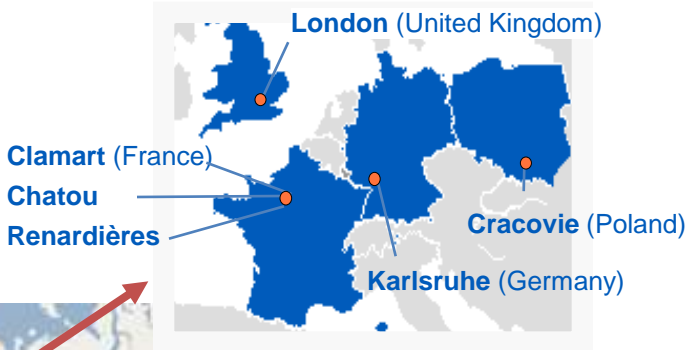 London (United Kingdom)
Clamart (France)
Chatou
Renardières
Cracovie (Poland)
Karlsruhe (Germany)